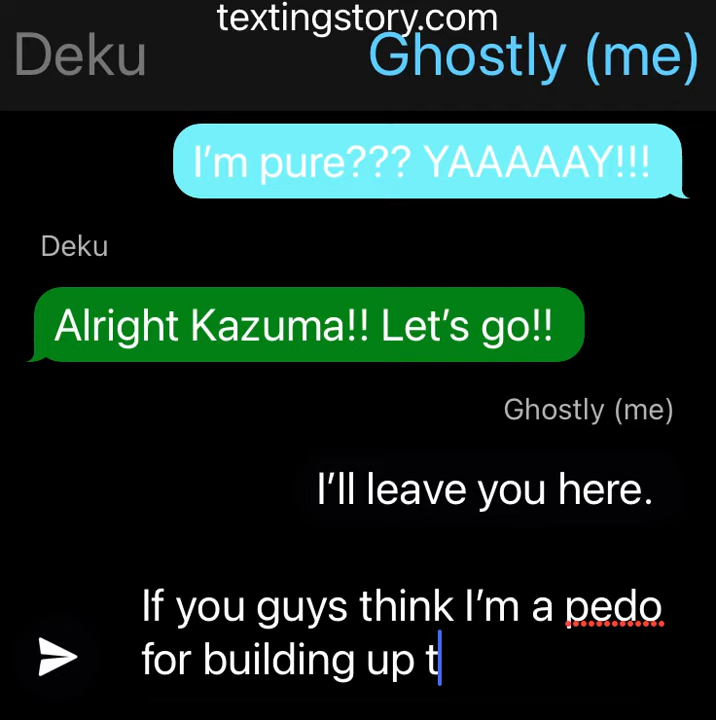 textingstory.com
Deku
Ghostly (me)
I'm pure??? YAAAAAY!!!
Deku
Alright Kazuma!! Let's go!!
Ghostly (me)
I'll leave you here.
If you guys think I'm a pedo
for building up t